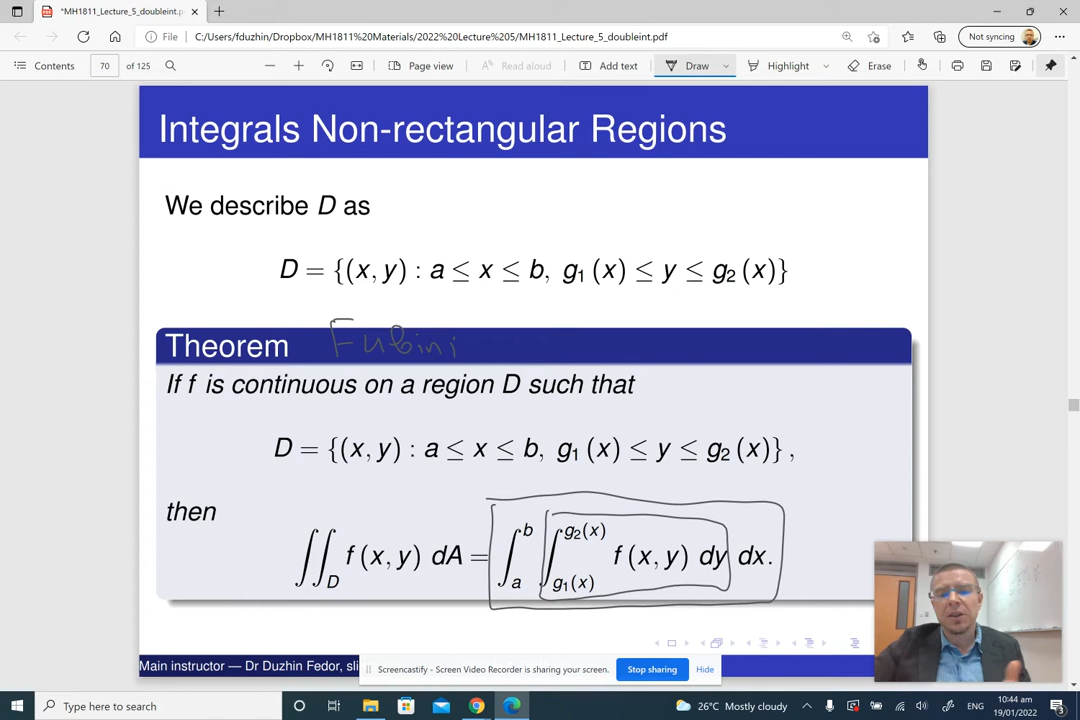 *MH1811_Lecture_5_doubleint.p
File C:/Users/fduzhin/Dropbox/MH1811%20Materials/2022%20Lecture%205/MH1811_Lecture_5_doubleint.pdf Not syncing
Contents 70 of 125 Page view Read aloud Add text Draw Highlight Erase
Integrals Non-rectangular Regions
We describe D as
D = {(x, y) : a ≤ x ≤ b, g₁ (x) ≤ y ≤ g₂ (x)}
Theorem Fubini
If f is continuous on a region D such that
D = {(x, y) : a ≤ x ≤ b, g₁ (x) ≤ y ≤ g₂ (x)} ,
then
∬_D f (x, y) dA = ∫_a^b ∫_{g₁(x)}^{g₂(x)} f (x, y) dy dx.
Main instructor — Dr Duzhin Fedor, sli
Screencastify - Screen Video Recorder is sharing your screen. Stop sharing Hide
Type here to search
26°C Mostly cloudy ENG 10:44 am
19/01/2022 3